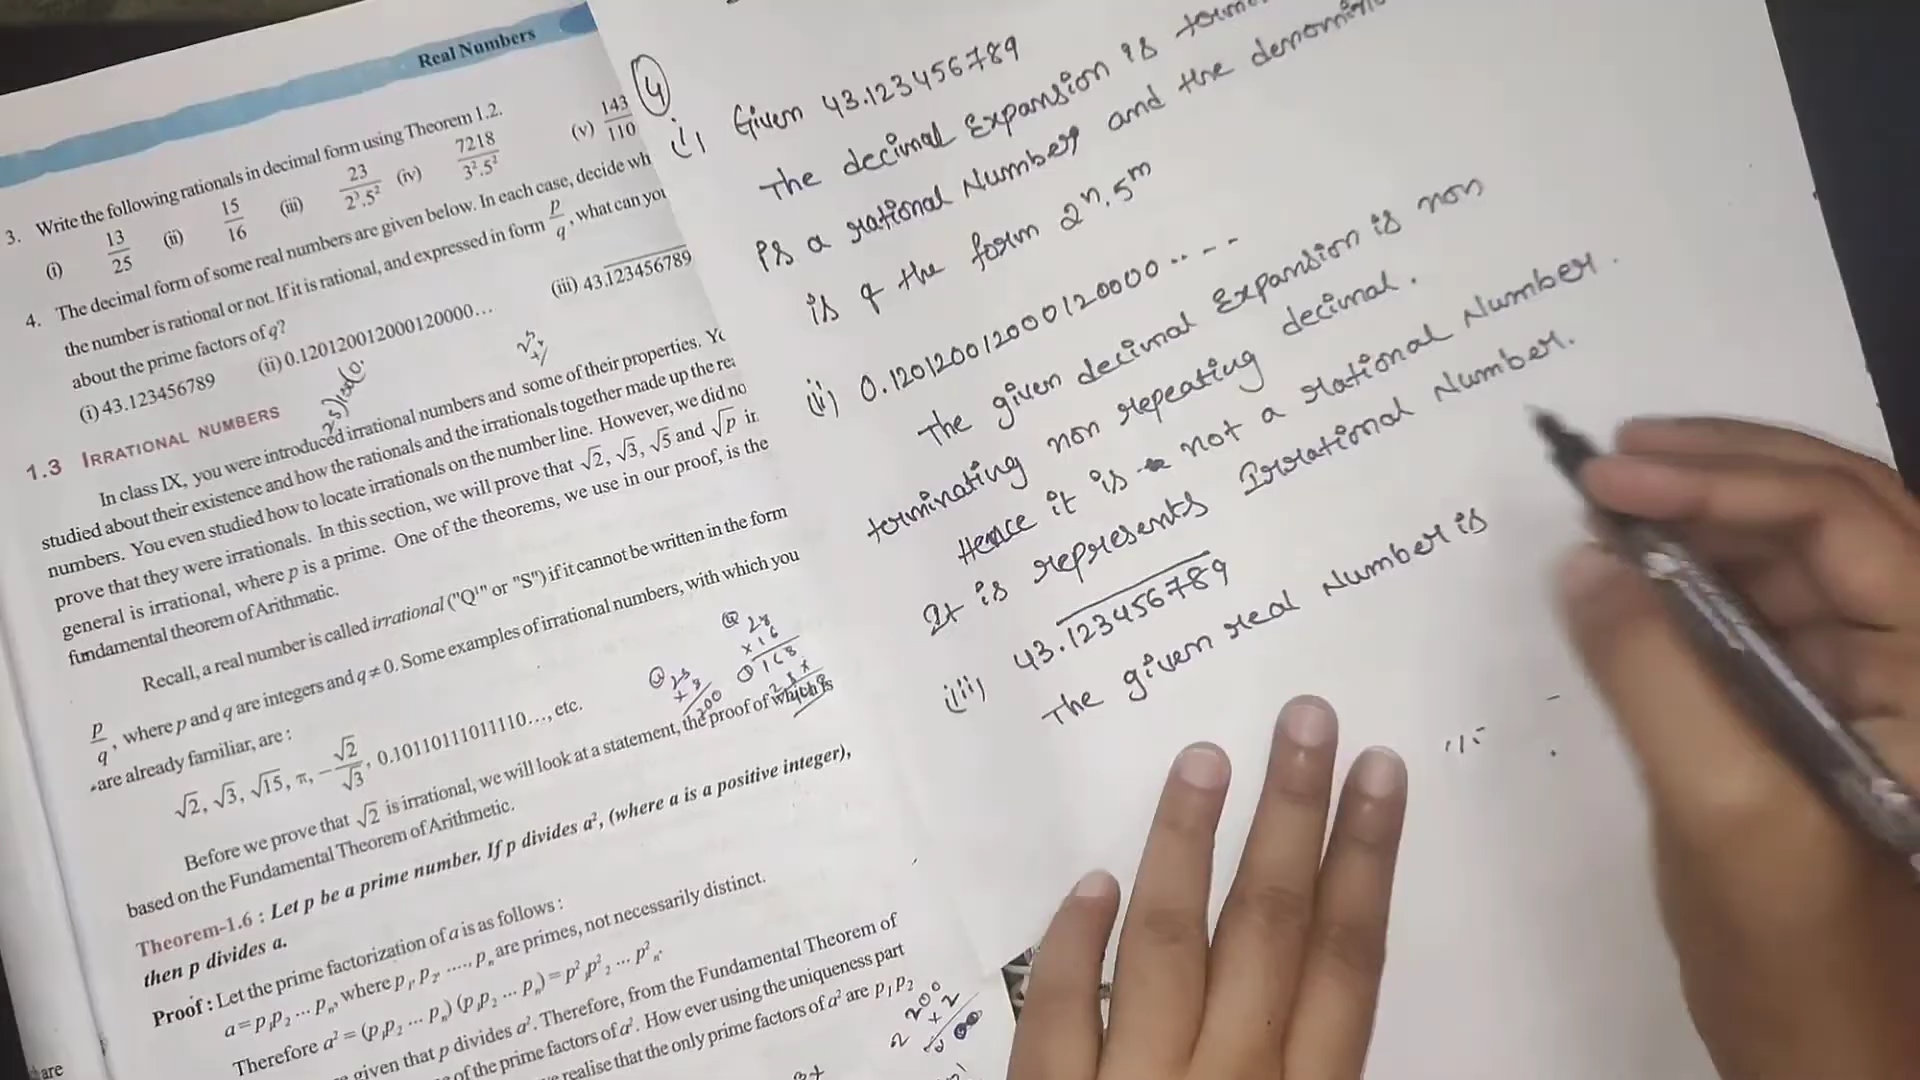 Real Numbers
3. Write the following rationals in decimal form using Theorem 1.2.
(i) 13/25 (ii) 15/16 (iii) 23/2³.5² (iv) 7218/3².5² (v) 143/110
4. The decimal form of some real numbers are given below. In each case, decide wh
the number is rational or not. If it is rational, and expressed in form p/q, what can you
about the prime factors of q?
(i) 43.123456789 (ii) 0.120120012000120000... (iii) 43.\overline{123456789}
1.3 IRRATIONAL NUMBERS
In class IX, you were introduced irrational numbers and some of their properties. Yo
studied about their existence and how the rationals and the irrationals together made up the rea
numbers. You even studied how to locate irrationals on the number line. However, we did no
prove that they were irrationals. In this section, we will prove that √2, √3, √5 and √p in
general is irrational, where p is a prime. One of the theorems, we use in our proof, is the
fundamental theorem of Arithmatic.
Recall, a real number is called irrational ("Q¹" or "S") if it cannot be written in the form
p/q, where p and q are integers and q ≠ 0. Some examples of irrational numbers, with which you
are already familiar, are :
√2, √3, √15, π, -√2/√3, 0.10110111011110..., etc.
Before we prove that √2 is irrational, we will look at a statement, the proof of which is
based on the Fundamental Theorem of Arithmetic.
Theorem-1.6 : Let p be a prime number. If p divides a², (where a is a positive integer),
then p divides a.
Proof : Let the prime factorization of a is as follows :
a = p₁p₂ ... pₙ, where p₁, p₂, ..... pₙ are primes, not necessarily distinct.
Therefore a² = (p₁p₂ ... pₙ) (p₁p₂ ... pₙ) = p²₁p²₂ ... p²ₙ.
given that p divides a². Therefore, from the Fundamental Theorem of
of the prime factors of a². How ever using the uniqueness part
realise that the only prime factors of a² are p₁ p₂
are
28
×16
168
25
×8
200
200
×2
4
(i) Given 43.123456789
The decimal Expansion is
is a rational Number and the
is of the form 2ⁿ.5ᵐ
(ii) 0.120120012000120000.. --
The given decimal Expansion is non
terminating non repeating decimal.
Hence it is not a rational Number.
It is represents Irrational Number.
(iii) 43.\overline{123456789}
The given real Number is